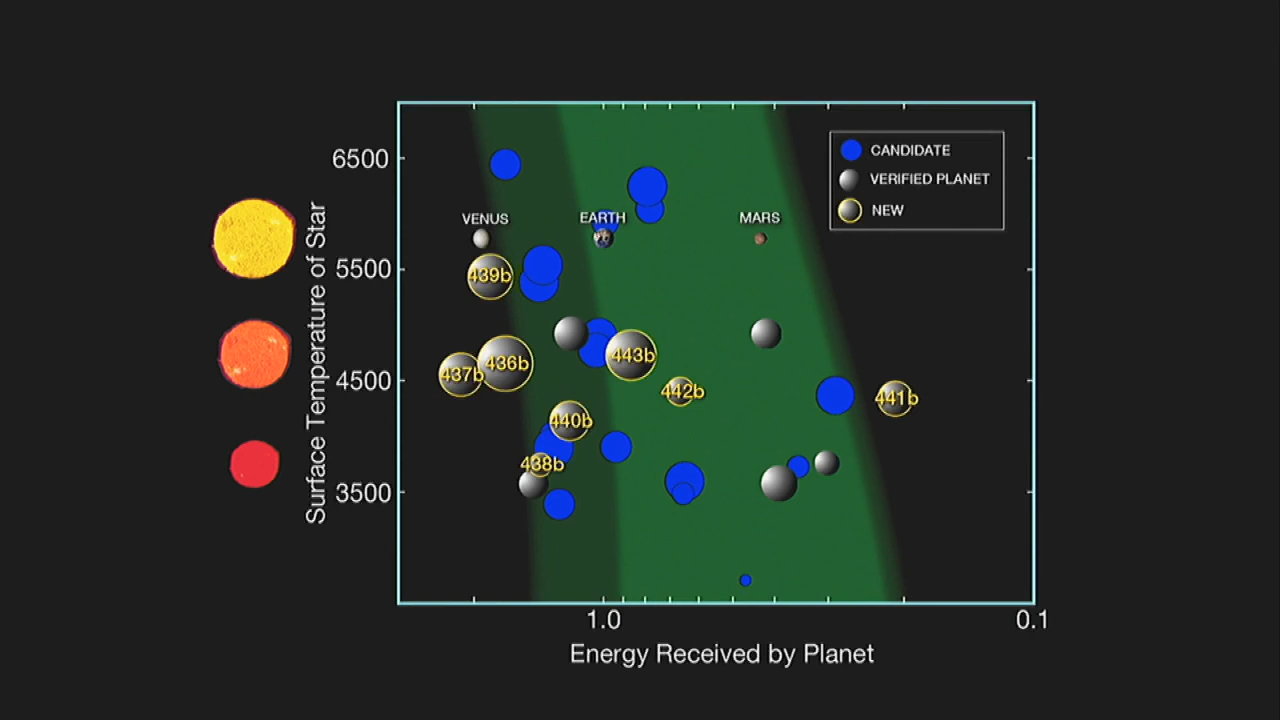 6500
5500
4500
3500
Surface Temperature of Star
CANDIDATE
VERIFIED PLANET
NEW
VENUS
EARTH
MARS
439b
437b
436b
443b
442b
441b
440b
438b
1.0
0.1
Energy Received by Planet